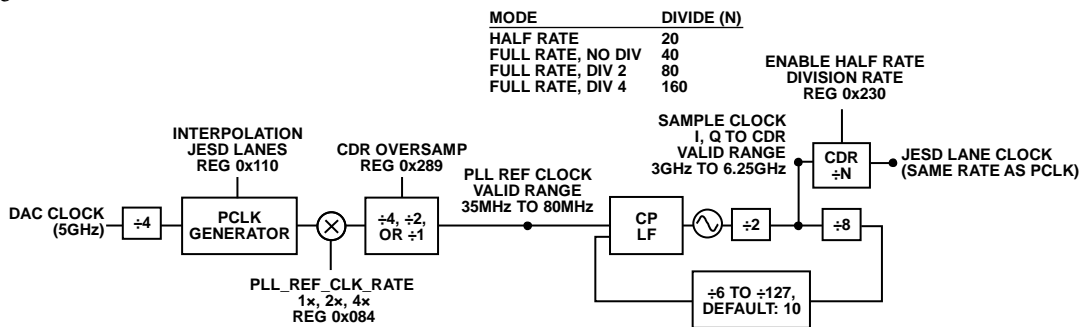 MODE DIVIDE (N)
HALF RATE 20
FULL RATE, NO DIV 40
FULL RATE, DIV 2 80
FULL RATE, DIV 4 160
ENABLE HALF RATE
DIVISION RATE
REG 0x230
INTERPOLATION
JESD LANES
REG 0x110
CDR OVERSAMP
REG 0x289
PLL REF CLOCK
VALID RANGE
35MHz TO 80MHz
SAMPLE CLOCK
I, Q TO CDR
VALID RANGE
3GHz TO 6.25GHz
CDR
÷N
JESD LANE CLOCK
(SAME RATE AS PCLK)
DAC CLOCK
(5GHz)
÷4
PCLK
GENERATOR
÷4, ÷2,
OR ÷1
CP
LF
÷2
÷8
PLL_REF_CLK_RATE
1×, 2×, 4×
REG 0x084
÷6 TO ÷127,
DEFAULT: 10